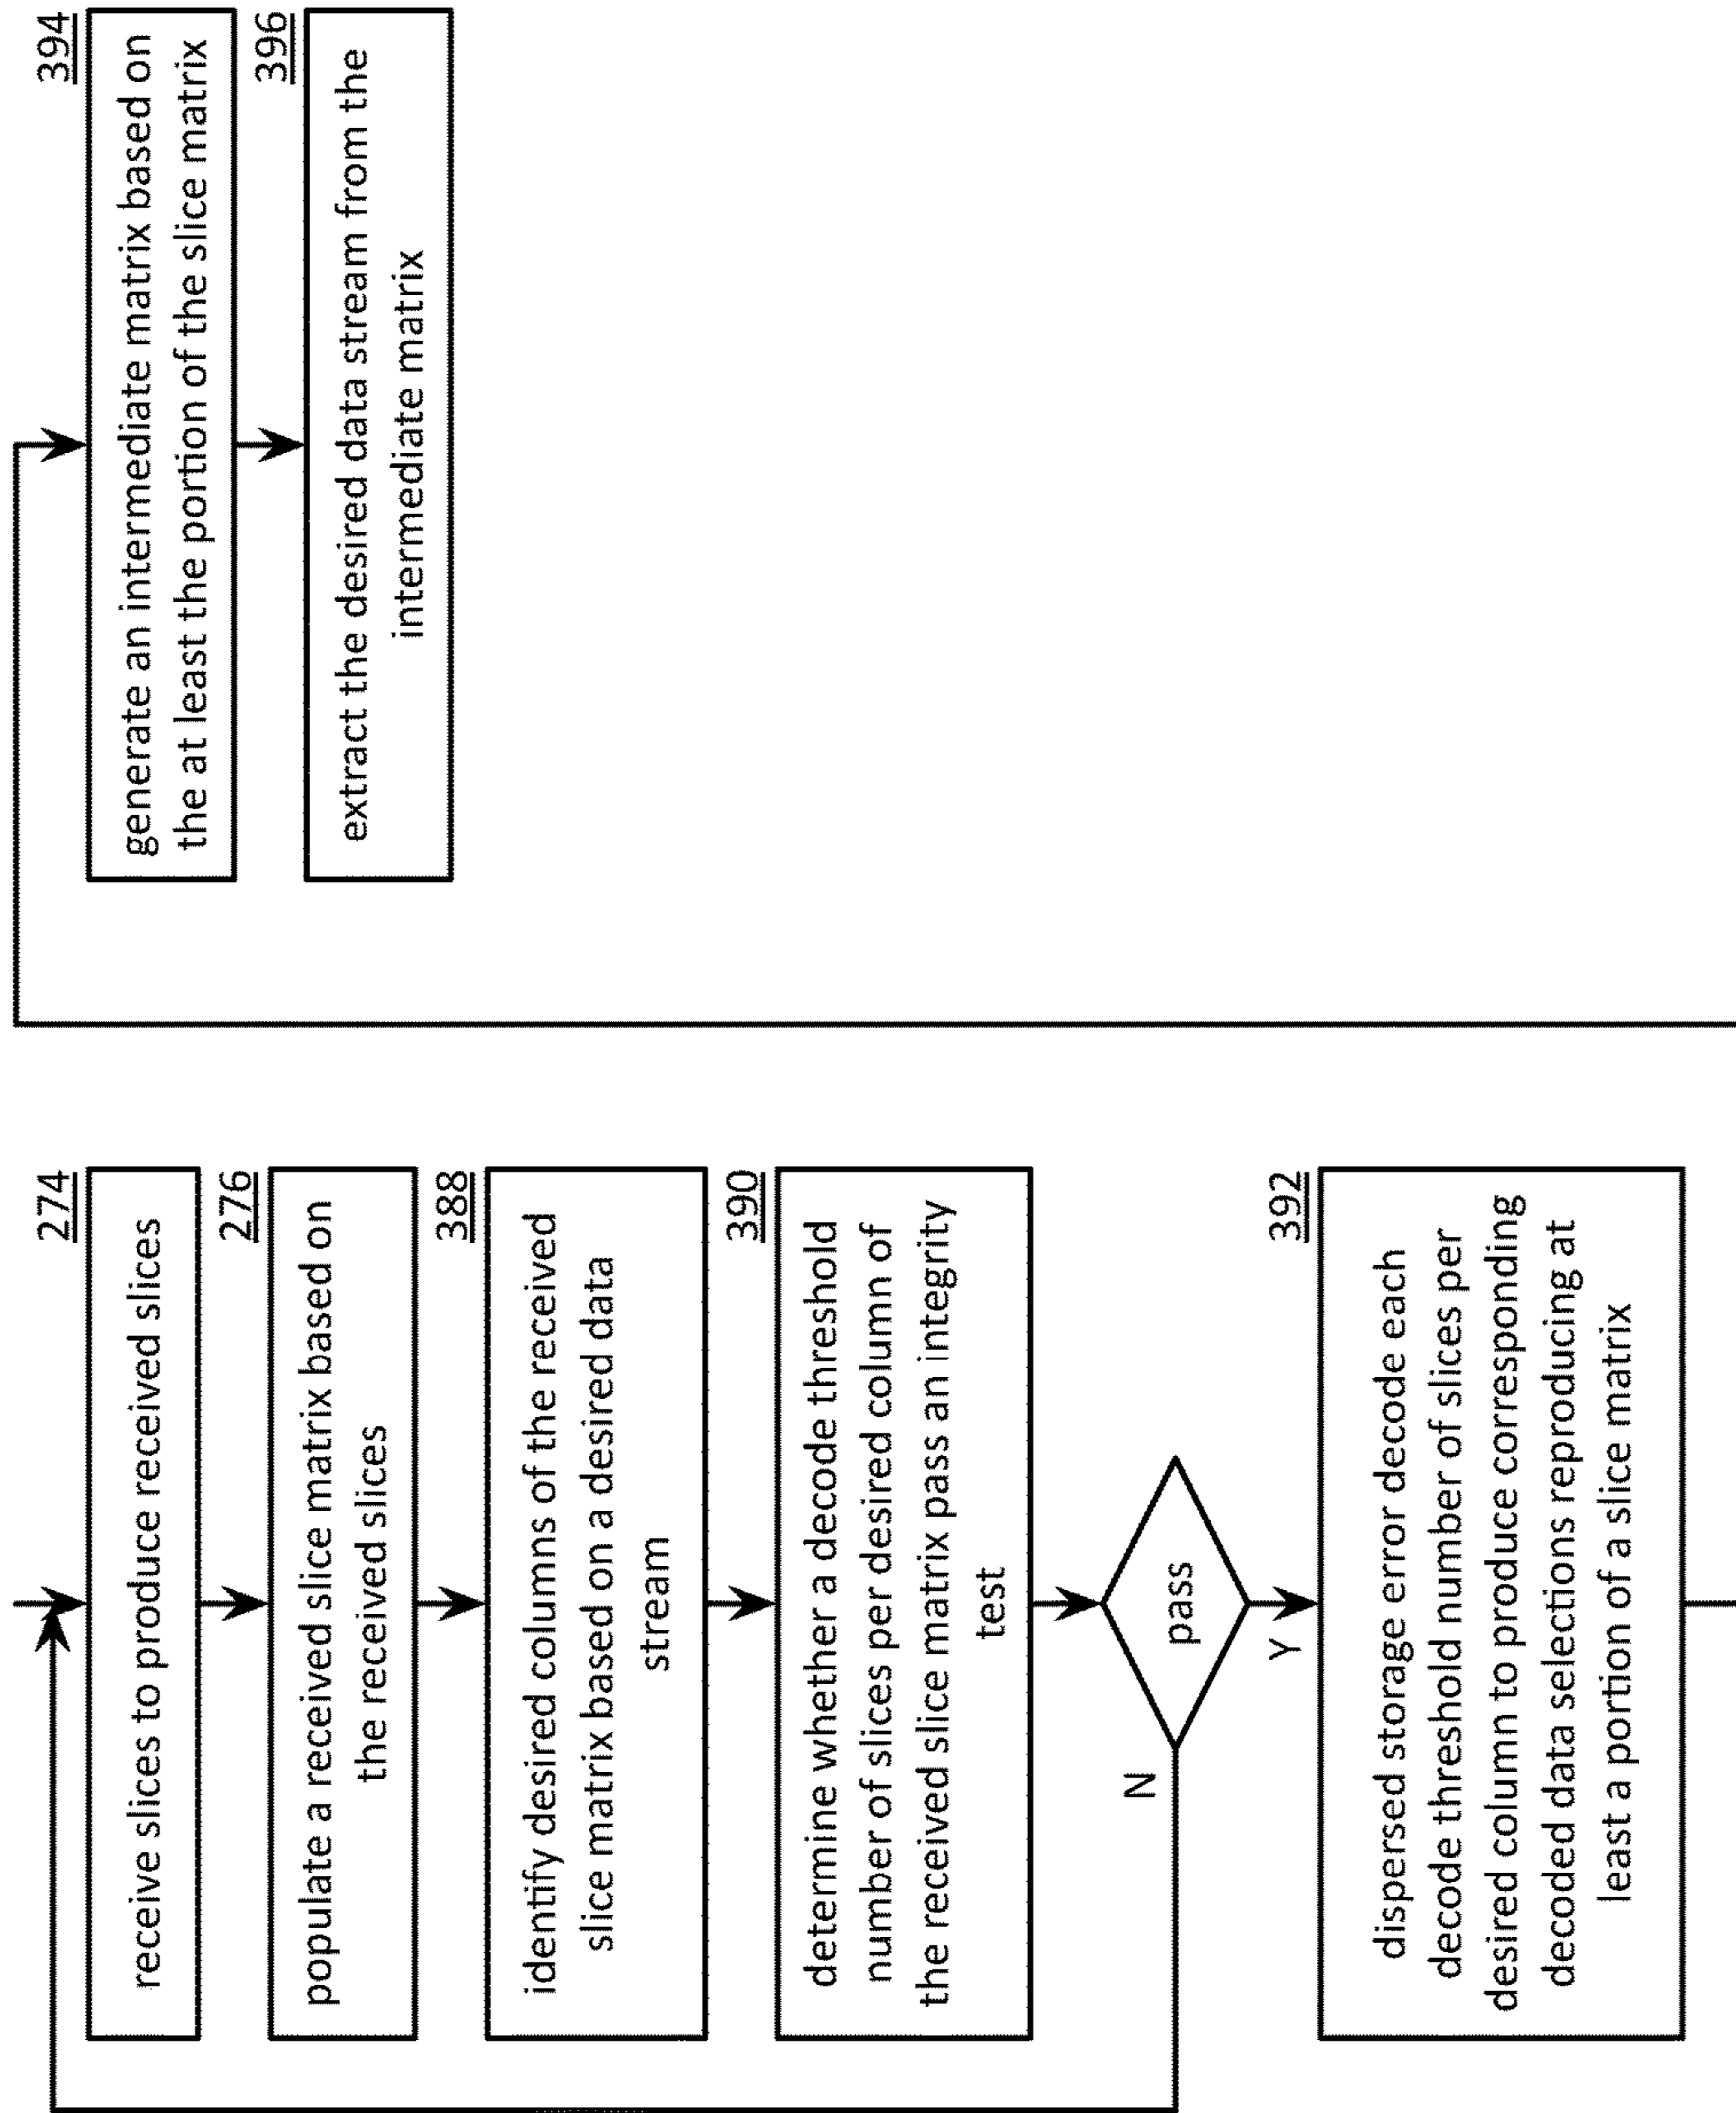 274
receive slices to produce received slices
276
populate a received slice matrix based on
the received slices
388
identify desired columns of the received
slice matrix based on a desired data
stream
390
determine whether a decode threshold
number of slices per desired column of
the received slice matrix pass an integrity
test
pass
N
Y
392
dispersed storage error decode each
decode threshold number of slices per
desired column to produce corresponding
decoded data selections reproducing at
least a portion of a slice matrix
394
generate an intermediate matrix based on
the at least the portion of the slice matrix
396
extract the desired data stream from the
intermediate matrix